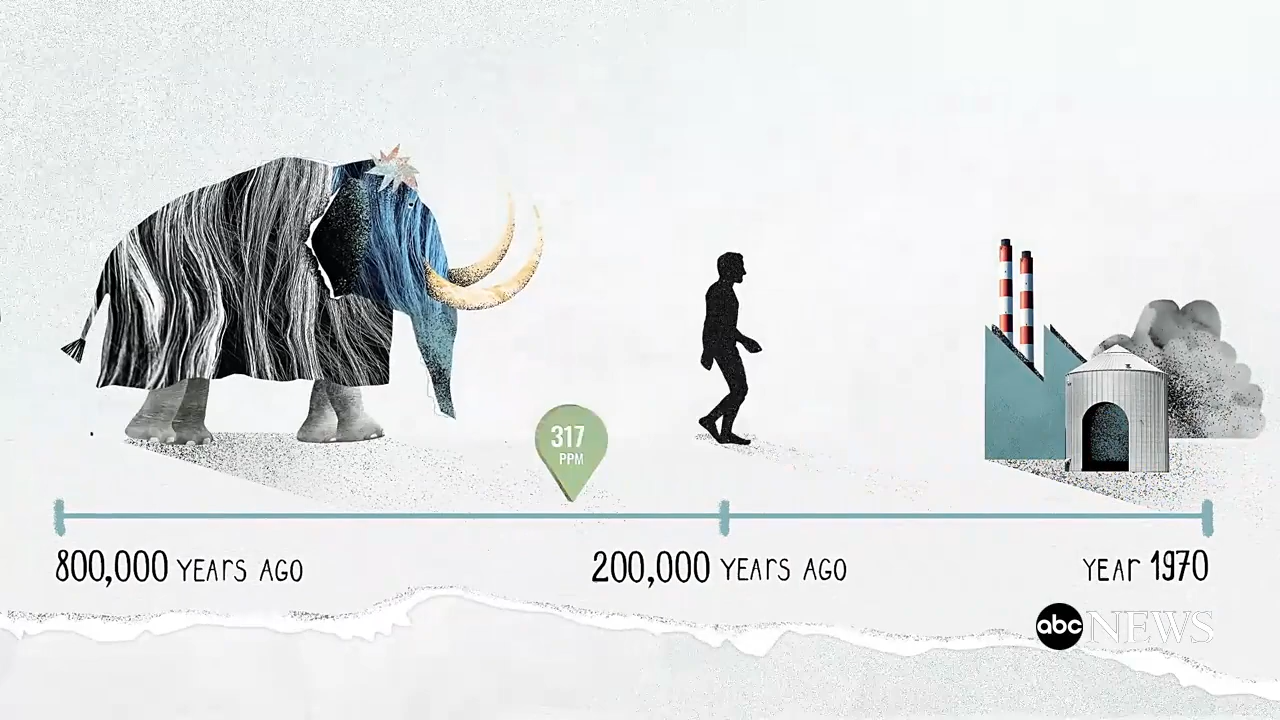 317
PPM
800,000 YEARS AGO
200,000 YEARS AGO
YEAR 1970
abc NEWS